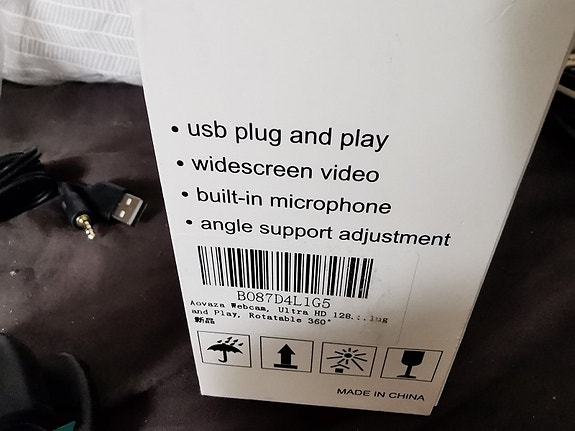 • usb plug and play
• widescreen video
• built-in microphone
• angle support adjustment
B087D4L1G5
Aovaza Webcam, Ultra HD 128
and Play, Rotatable 360°
新品
MADE IN CHINA